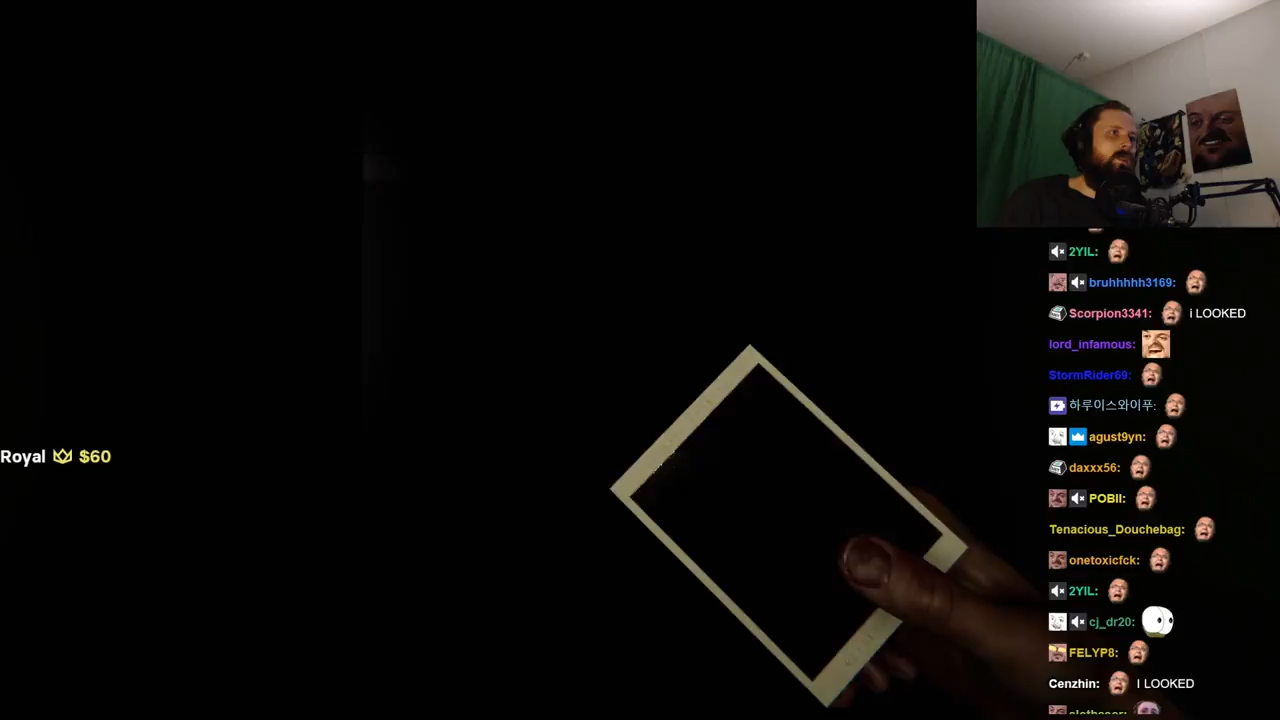 2YIL:
bruhhhhh3169:
Scorpion3341: i LOOKED
lord_infamous:
StormRider69:
하루이스와이푸:
agust9yn:
Royal $60
daxxx56:
POBII:
Tenacious_Douchebag:
onetoxicfck:
2YIL:
cj_dr20:
FELYP8:
Cenzhin: I LOOKED